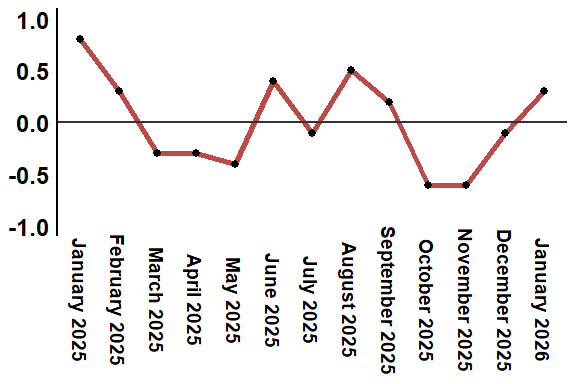 1.0
0.5
0.0
-0.5
-1.0
January 2025
February 2025
March 2025
April 2025
May 2025
June 2025
July 2025
August 2025
September 2025
October 2025
November 2025
December 2025
January 2026